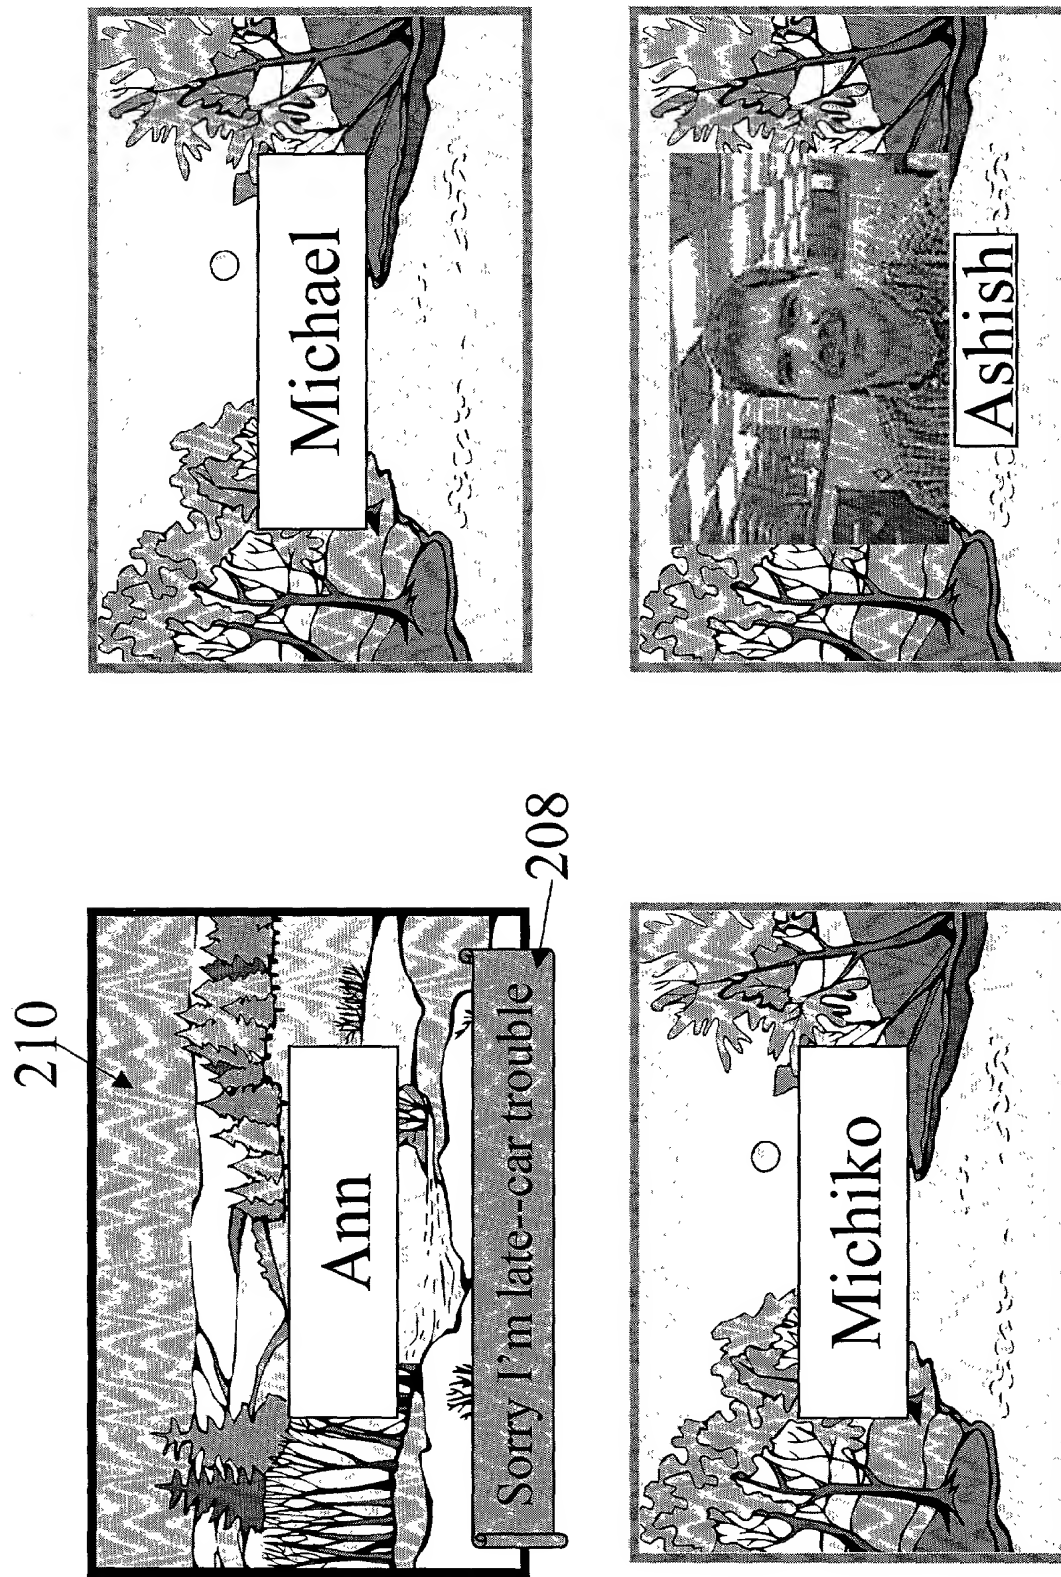 210
Ann
Sorry I'm late--car trouble
208
Michael
Michiko
Ashish